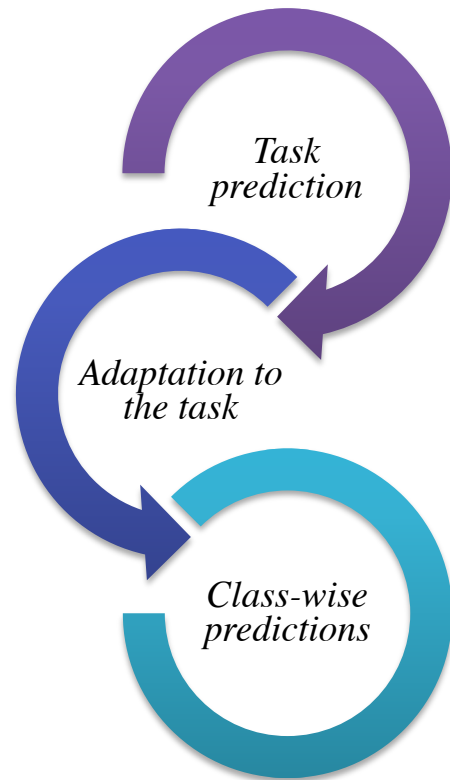 Task
prediction
Adaptation to
the task
Class-wise
predictions